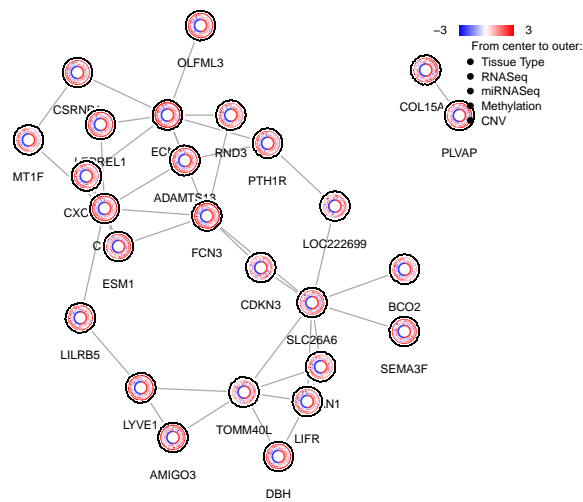 −3
3
From center to outer:
Tissue Type
RNASeq
miRNASeq
Methylation
CNV
OLFML3
COL15A
PLVAP
RND3
MT1F
PTH1R
ADAMTS13
LOC222699
FCN3
ESM1
CDKN3
BCO2
SLC26A6
SEMA3F
LILRB5
LYVE1
TOMM40L
LIFR
AMIGO3
DBH